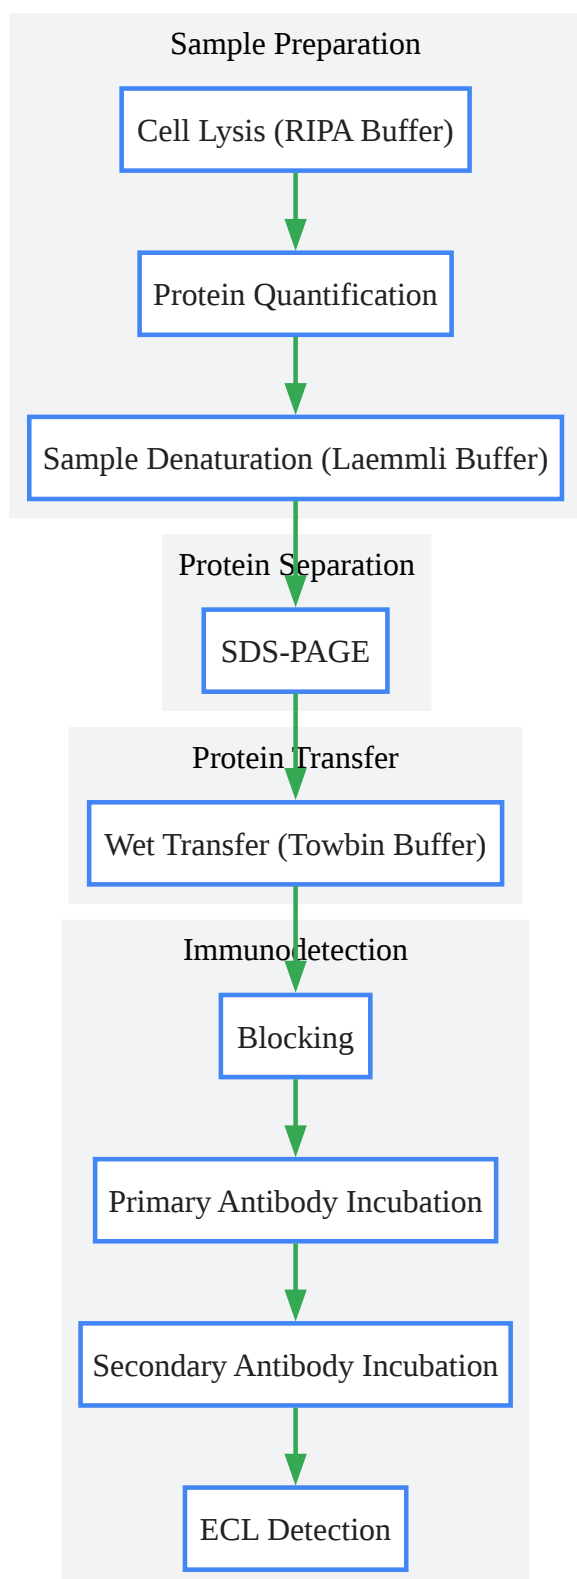 Sample Preparation
Cell Lysis (RIPA Buffer)
Protein Quantification
Sample Denaturation (Laemmli Buffer)
Protein Separation
SDS-PAGE
Protein Transfer
Wet Transfer (Towbin Buffer)
Immunodetection
Blocking
Primary Antibody Incubation
Secondary Antibody Incubation
ECL Detection